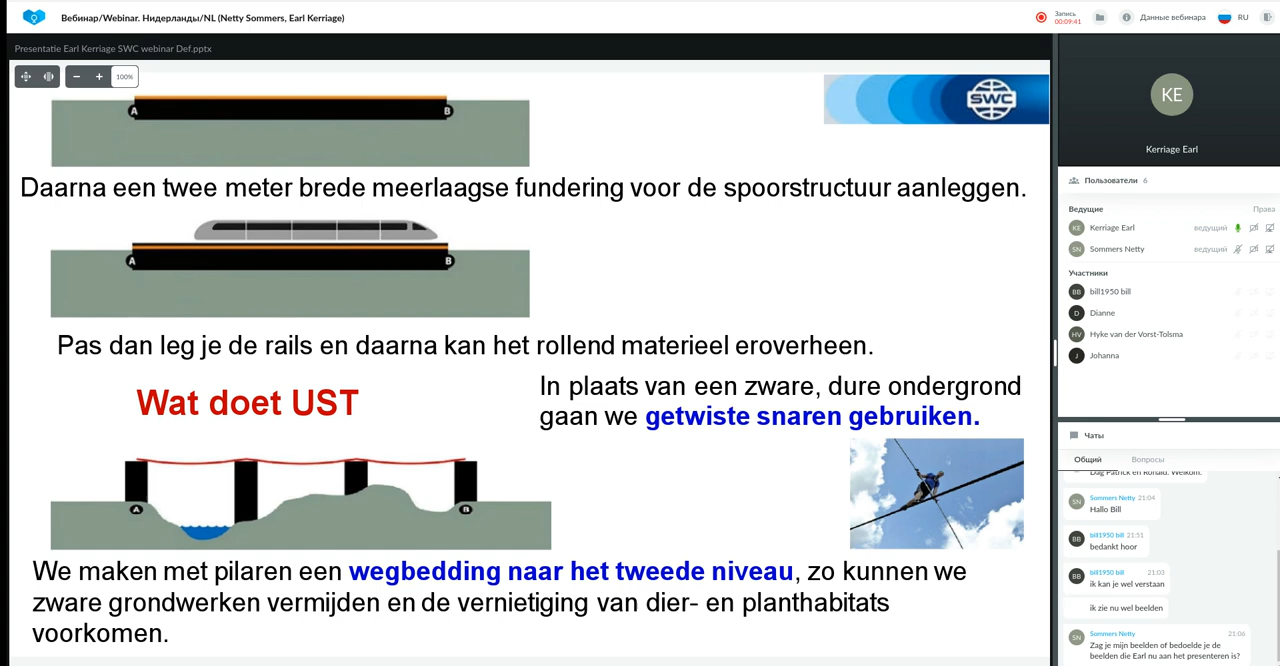 Вебинар/Webinar. Нидерланды/NL (Netty Sommers, Earl Kerriage)
Запись
00:09:41
Данные вебинара
RU
Presentatie Earl Kerriage SWC webinar Def.pptx
100%
A
B
SWC
Daarna een twee meter brede meerlaagse fundering voor de spoorstructuur aanleggen.
A
B
Pas dan leg je de rails en daarna kan het rollend materieel eroverheen.
Wat doet UST
In plaats van een zware, dure ondergrond
gaan we getwiste snaren gebruiken.
A
B
We maken met pilaren een wegbedding naar het tweede niveau, zo kunnen we
zware grondwerken vermijden en de vernietiging van dier- en planthabitats
voorkomen.
KE
Kerriage Earl
Пользователи 6
Ведущие
Права
KE Kerriage Earl ведущий
SN Sommers Netty ведущий
Участники
BB bill1950 bill
D Dianne
HV Hyke van der Vorst-Tolsma
J Johanna
Чаты
Общий Вопросы
Dag Patrick en Ronald. Welkom.
SN Sommers Netty 21:04
Hallo Bill
BB bill1950 bill 21:51
bedankt hoor
BB bill1950 bill 21:03
ik kan je wel verstaan
ik zie nu wel beelden
SN Sommers Netty 21:06
Zag je mijn beelden of bedoelde je de
beelden die Earl nu aan het presenteren is?